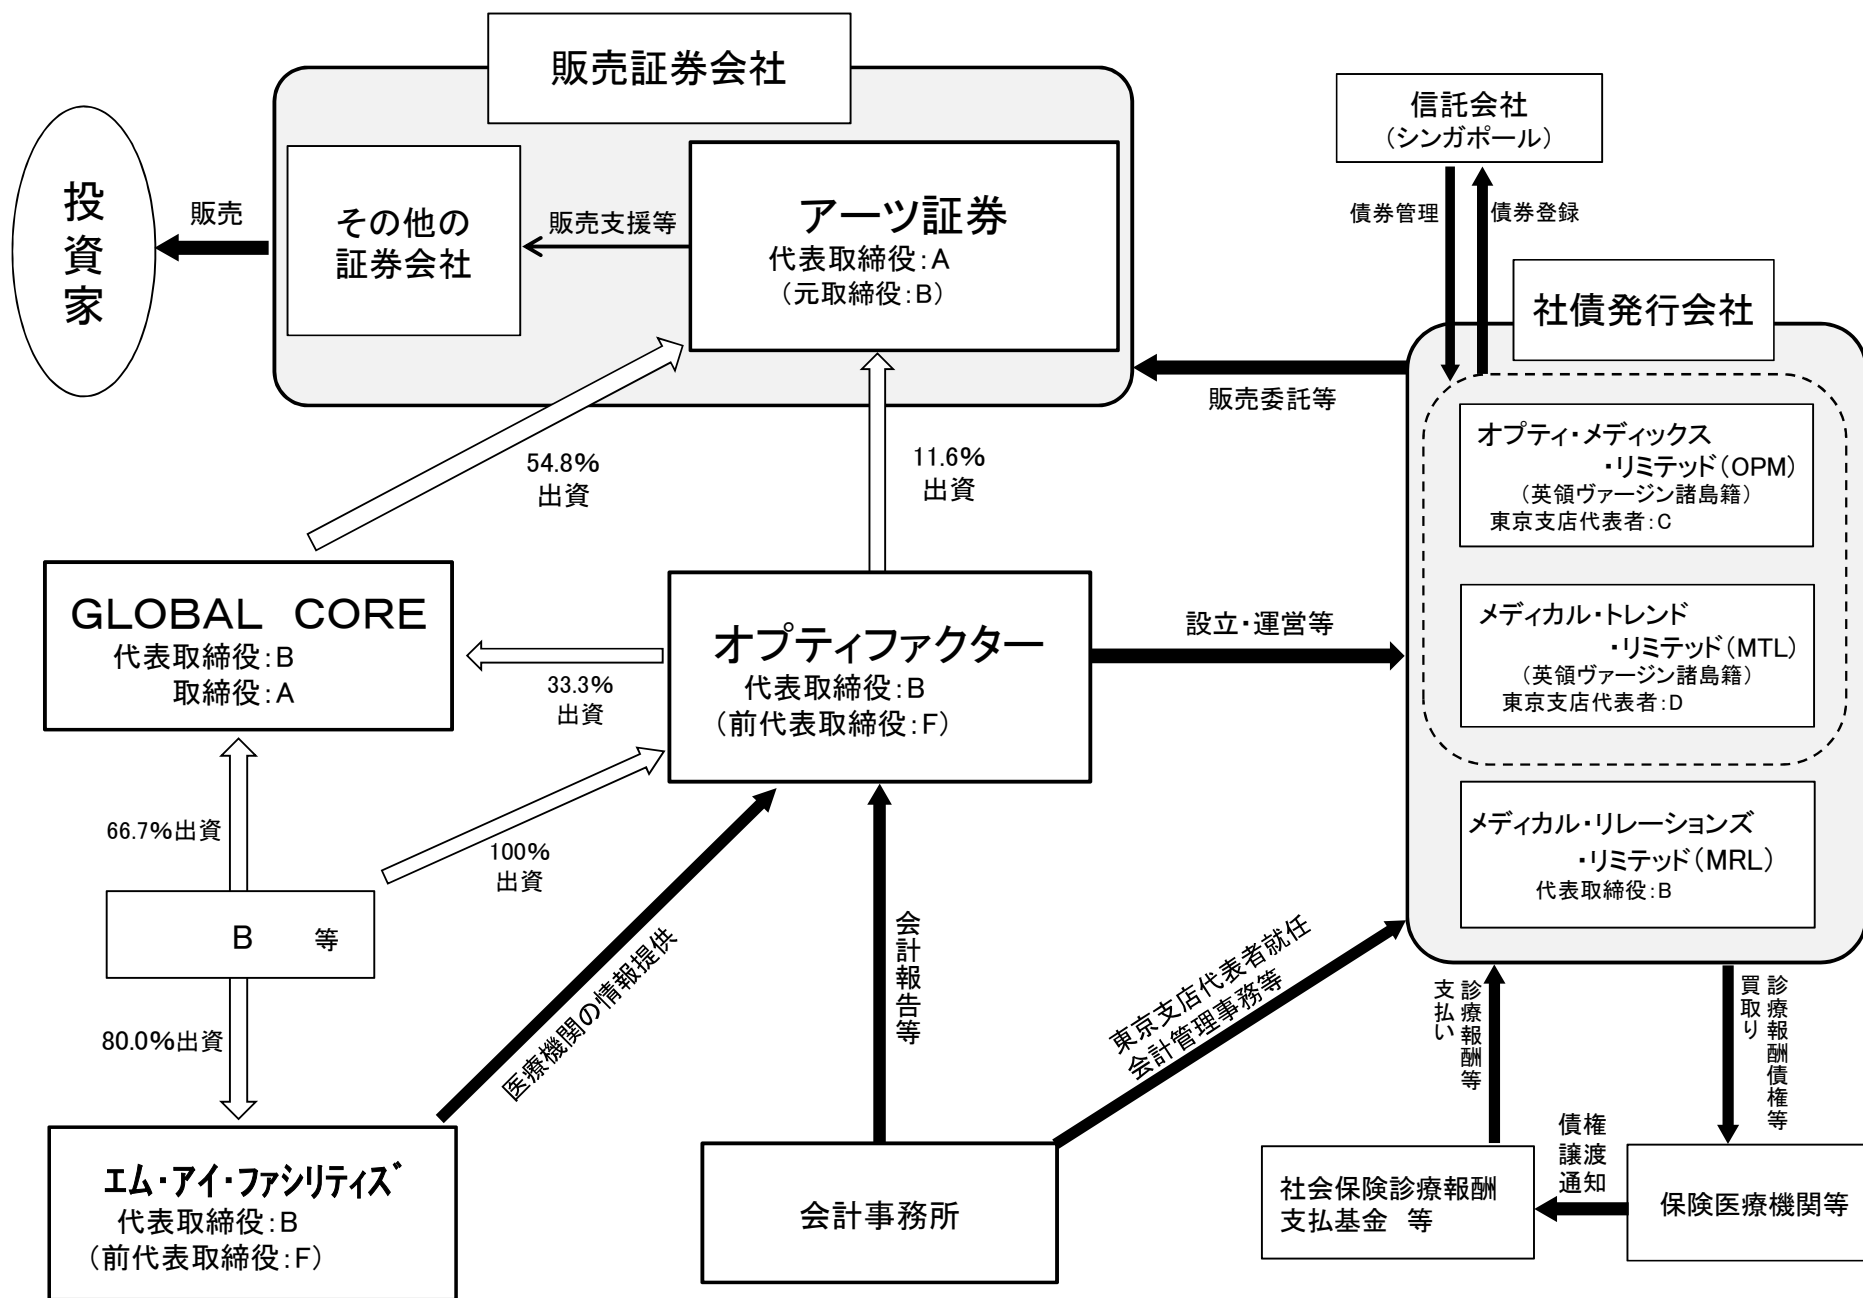 販売証券会社
投資家
販売
その他の
証券会社
販売支援等
アーツ証券
代表取締役:A
(元取締役:B)
信託会社
(シンガポール)
債券管理
債券登録
社債発行会社
販売委託等
オプティ・メディックス
・リミテッド(OPM)
(英領ヴァージン諸島籍)
東京支店代表者:C
メディカル・トレンド
・リミテッド(MTL)
(英領ヴァージン諸島籍)
東京支店代表者:D
メディカル・リレーションズ
・リミテッド(MRL)
代表取締役:B
54.8%
出資
11.6%
出資
GLOBAL CORE
代表取締役:B
取締役:A
33.3%
出資
オプティファクター
代表取締役:B
(前代表取締役:F)
設立・運営等
66.7%出資
100%
出資
B 等
80.0%出資
医療機関の情報提供
会計報告等
東京支店代表者就任
会計管理事務等
診療報酬等
支払い
診療報酬債権等
買取り
エム・アイ・ファシリティズ
代表取締役:B
(前代表取締役:F)
会計事務所
社会保険診療報酬
支払基金 等
債権
譲渡
通知
保険医療機関等